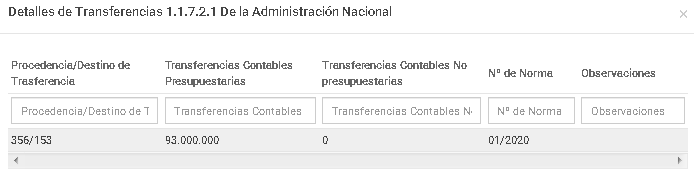 Detalles de Transferencias 1.1.7.2.1 De la Administración Nacional
×
Procedencia/Destino de Trasferencia
Transferencias Contables Presupuestarias
Transferencias Contables No presupuestarias
Nº de Norma
Observaciones
Procedencia/Destino de T
Transferencias Contables
Transferencias Contables N
Nº de Norma
Observaciones
356/153 93.000.000 0 01/2020